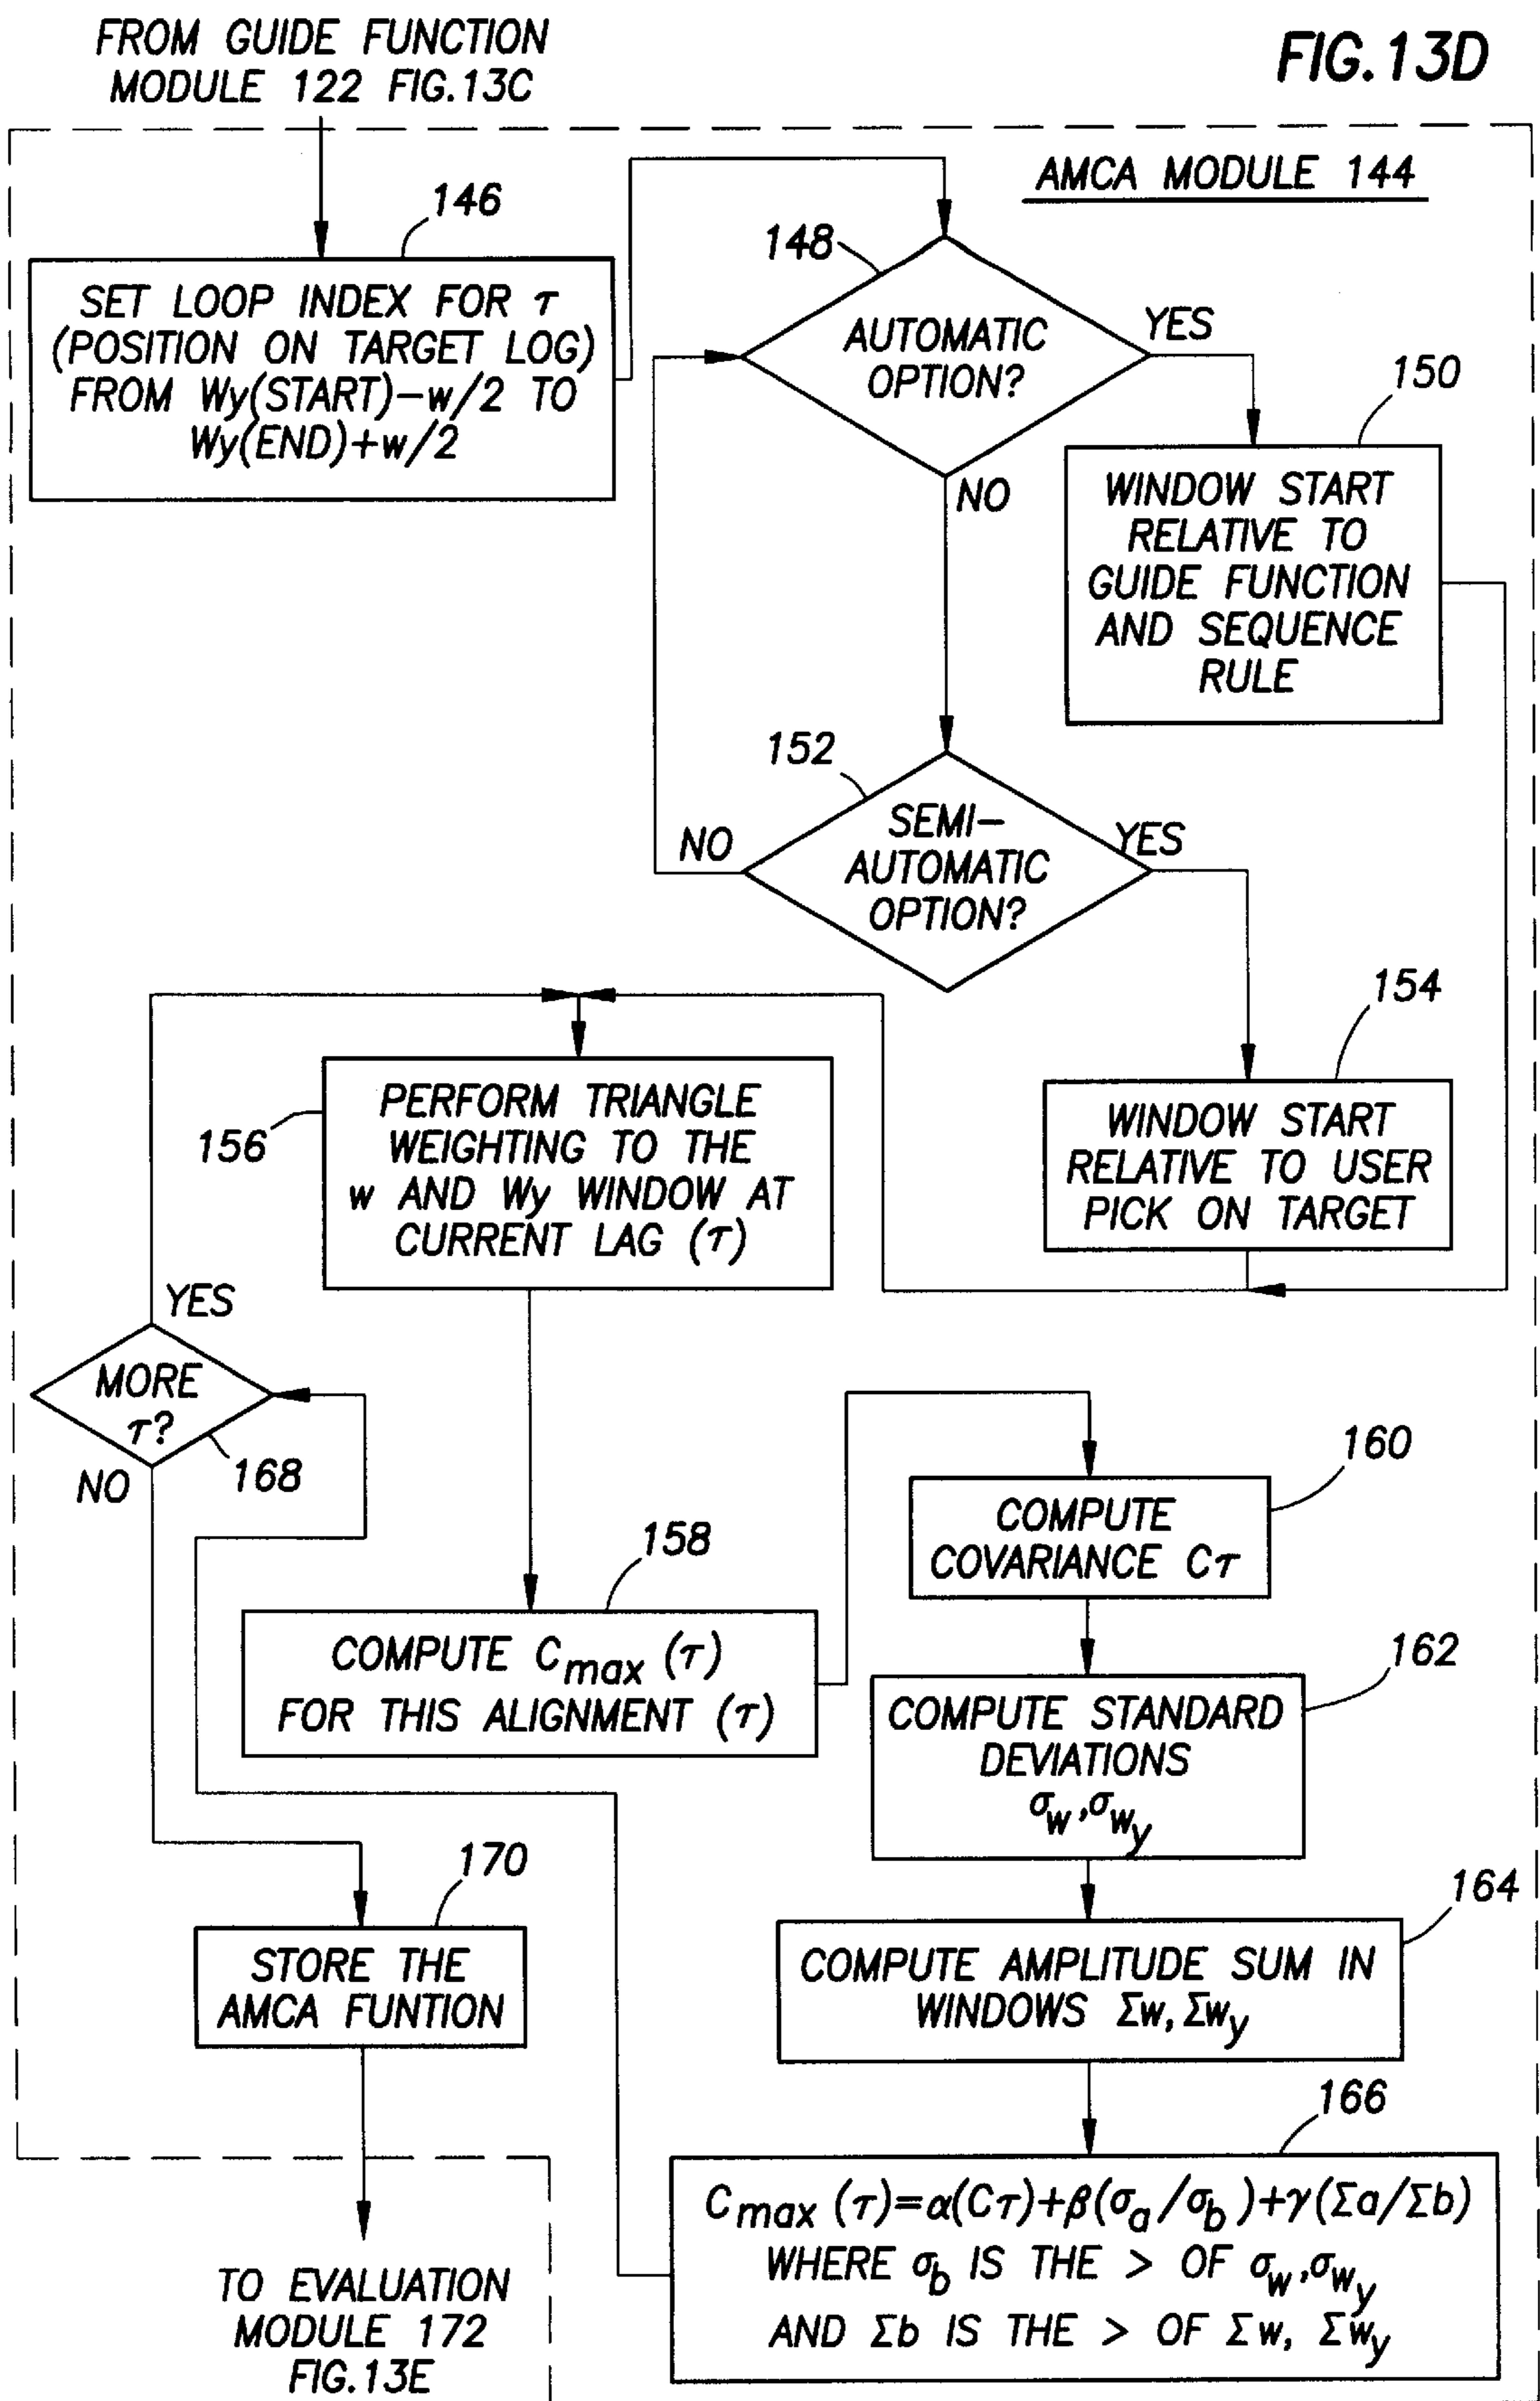 FROM GUIDE FUNCTION
MODULE 122 FIG.13C
FIG.13D
AMCA MODULE 144
146
SET LOOP INDEX FOR τ
(POSITION ON TARGET LOG)
FROM Wy(START)-w/2 TO
Wy(END)+w/2
148
AUTOMATIC
OPTION?
YES
NO
150
WINDOW START
RELATIVE TO
GUIDE FUNCTION
AND SEQUENCE
RULE
152
SEMI-
AUTOMATIC
OPTION?
NO
YES
154
WINDOW START
RELATIVE TO USER
PICK ON TARGET
156
PERFORM TRIANGLE
WEIGHTING TO THE
w AND Wy WINDOW AT
CURRENT LAG (τ)
YES
MORE
τ?
168
NO
158
COMPUTE Cmax (τ)
FOR THIS ALIGNMENT (τ)
160
COMPUTE
COVARIANCE Cτ
162
COMPUTE STANDARD
DEVIATIONS
σw,σwy
164
COMPUTE AMPLITUDE SUM IN
WINDOWS Σw,Σwy
166
Cmax (τ)=α(Cτ)+β(σa/σb)+γ(Σa/Σb)
WHERE σb IS THE > OF σw,σwy
AND Σb IS THE > OF Σw, Σwy
170
STORE THE
AMCA FUNTION
TO EVALUATION
MODULE 172
FIG.13E